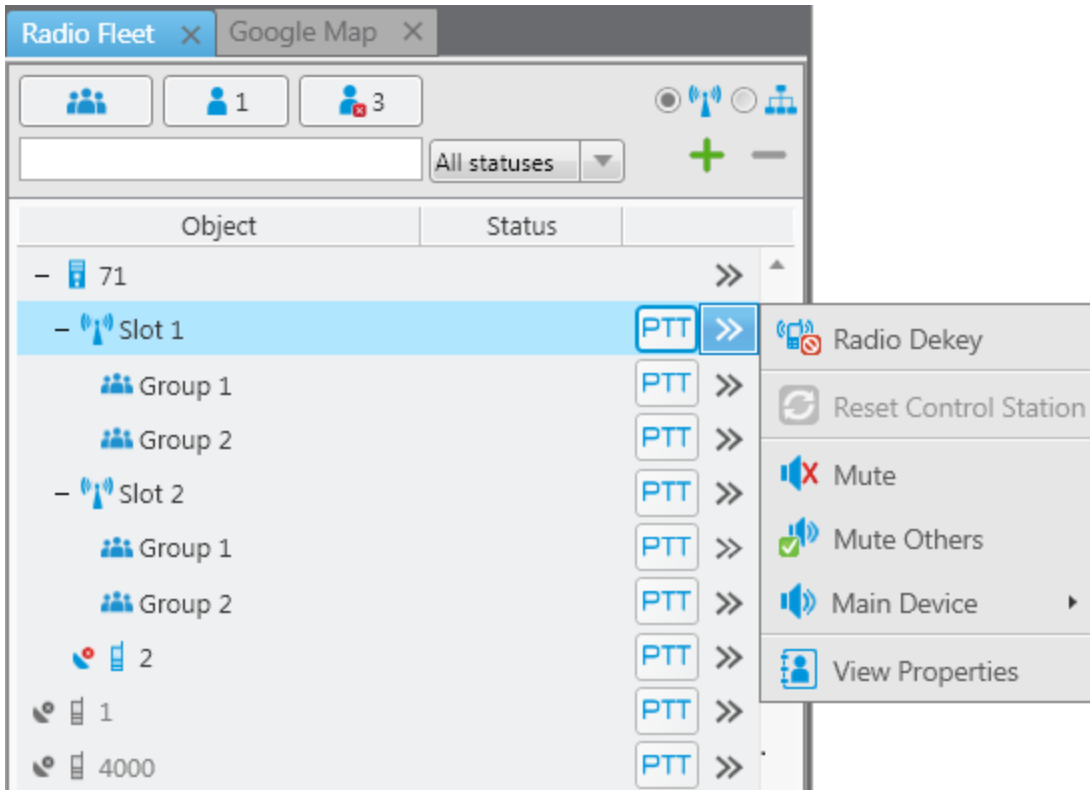 Radio Fleet
Google Map
1
3
All statuses
Object Status
71
Slot 1 PTT
Radio Dekey
Group 1 PTT
Reset Control Station
Group 2 PTT
Mute
Slot 2 PTT
Mute Others
Group 1 PTT
Group 2 PTT
Main Device
2 PTT
View Properties
1 PTT
4000 PTT